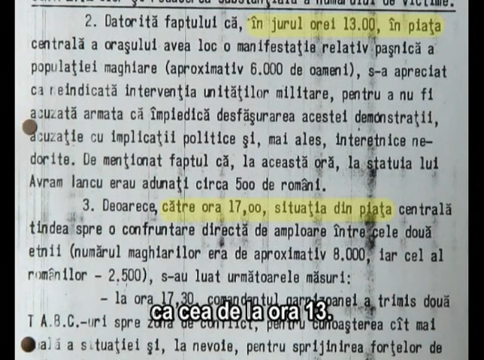 substanţială a numărului de victime.
2. Datorită faptului că, în jurul orei 13.00, în piaţa
centrală a oraşului avea loc o manifestaţie relativ paşnică a
populaţiei maghiare (aproximativ 6.000 de oameni), s-a apreciat
ca neindicată intervenţia unităţilor militare, pentru a nu fi
acuzată armata că împiedică desfăşurarea acestei demonstraţii,
acuzaţie cu implicaţii politice şi, mai ales, interetnice ne-
dorite. De menţionat faptul că, la această oră, la statuia lui
Avram Iancu erau adunaţi circa 5oo de români.
3. Deoarece, către ora 17,oo, situaţia din piaţa centrală
tindea spre o confruntare directă de amploare între cele două
etnii (numărul maghiarilor era de aproximativ 8.000, iar cel al
românilor - 2.500), s-au luat următoarele măsuri:
- la ora 17,30, comandantul garnizoanei a trimis două
ca cea de la ora 13.
T A.B.C.-uri spre zona de conflict, pentru cunoaşterea cît mai
a situaţiei şi, la nevoie, pentru sprijinirea forţelor de